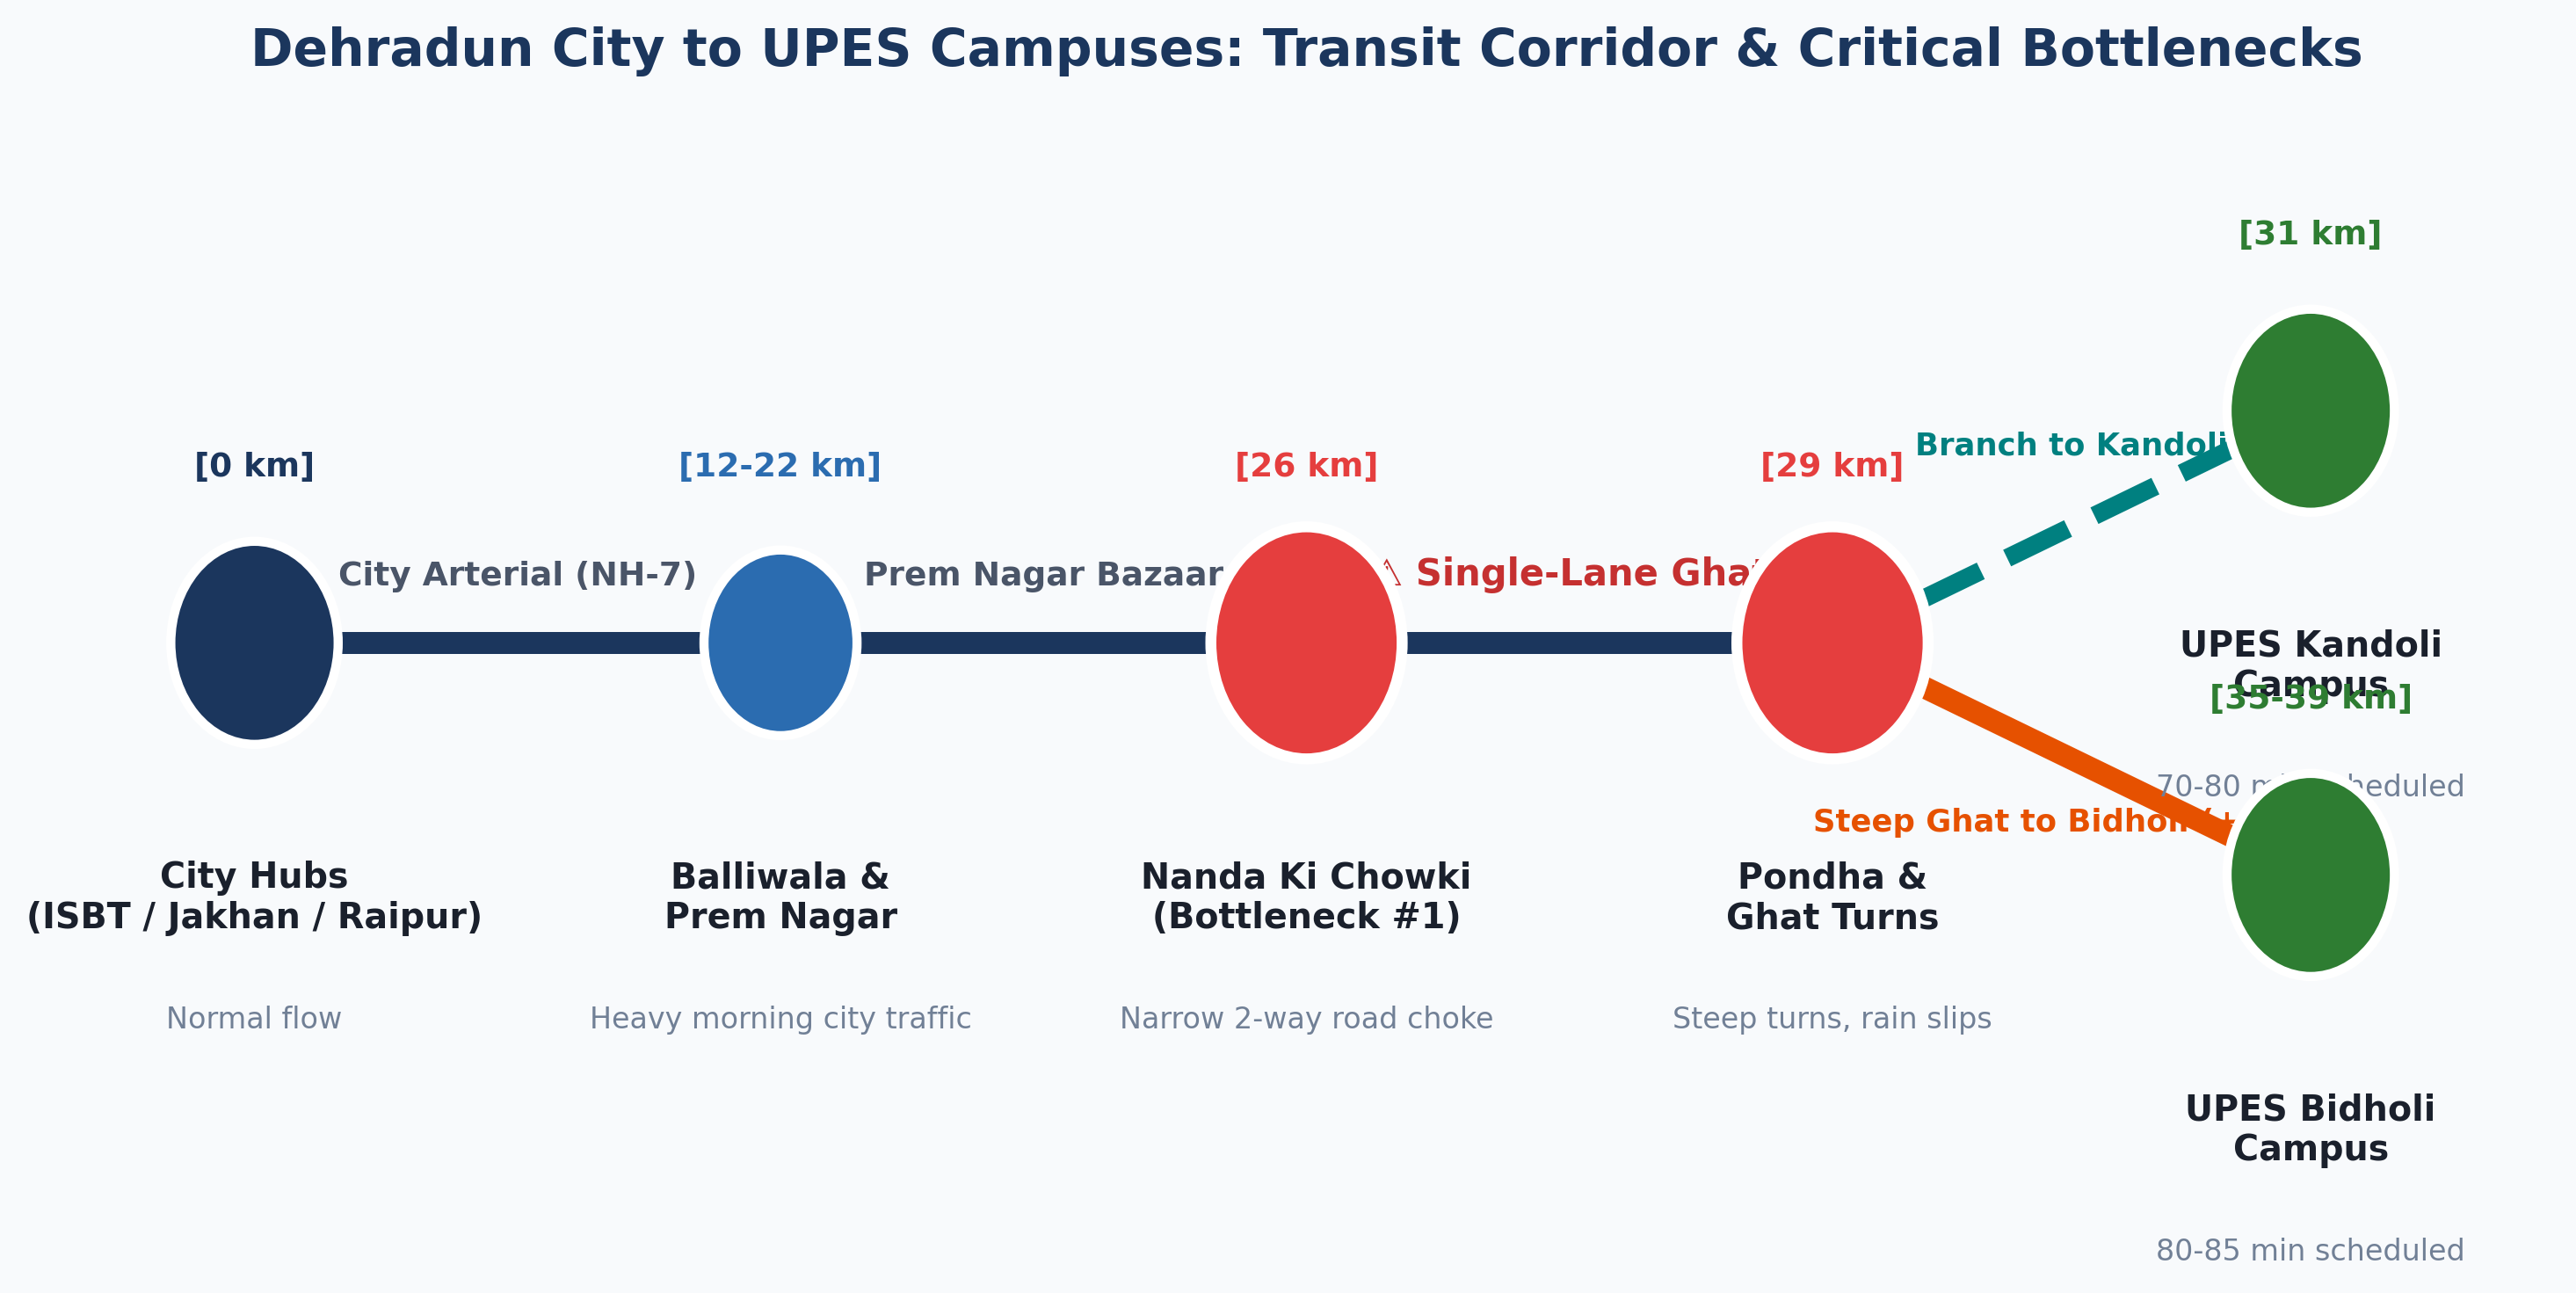 Dehradun City to UPES Campuses: Transit Corridor & Critical Bottlenecks
[31 km]
[0 km]
[12-22 km]
[26 km]
[29 km]
Branch to Kandoli
City Arterial (NH-7)
Prem Nagar Bazaar
Single-Lane Ghat
UPES Kandoli
Campus
[35-39 km]
70-80 min scheduled
Steep Ghat to Bidholi (+
City Hubs
(ISBT / Jakhan / Raipur)
Balliwala &
Prem Nagar
Nanda Ki Chowki
(Bottleneck #1)
Pondha &
Ghat Turns
Normal flow
Heavy morning city traffic
Narrow 2-way road choke
Steep turns, rain slips
UPES Bidholi
Campus
80-85 min scheduled